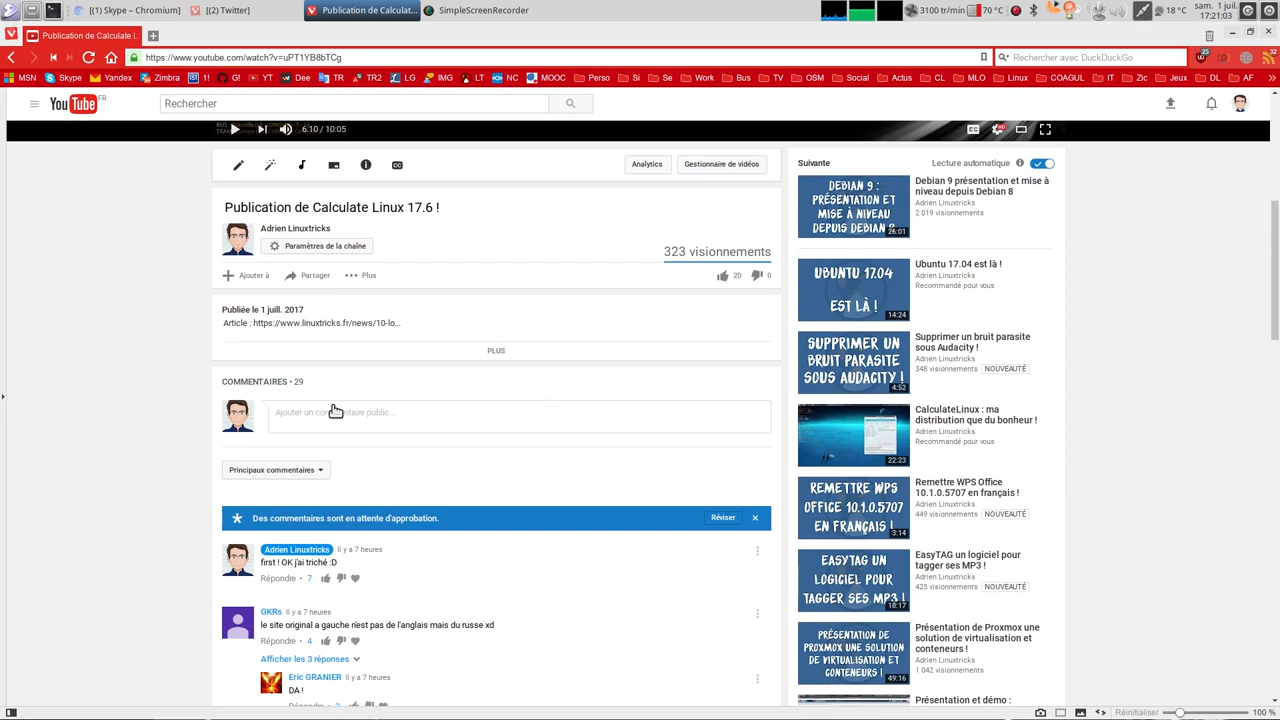 [(1) Skype – Chromium]
[(2) Twitter]
Publication de Calculat...
SimpleScreenRecorder
3100 tr/min
70 °C
18 °C
sam. 1 juil.
17:21:03
Publication de Calculate L
https://www.youtube.com/watch?v=uPT1YB8bTCg
Rechercher avec DuckDuckGo
25
32
MSN
Skype
Yandex
Zimbra
1!
G!
YT
Dee
TR
TR2
LG
IMG
LT
NC
MOOC
Perso
Si
Se
Work
Bus
TV
OSM
Social
Actus
CL
MLO
Linux
COAGUL
IT
Zic
Jeux
DL
AF
»
YouTube FR
Rechercher
6:10 / 10:05
CC
HD
CC
Analytics
Gestionnaire de vidéos
Publication de Calculate Linux 17.6 !
Adrien Linuxtricks
Paramètres de la chaîne
323 visionnements
Ajouter à
Partager
Plus
20
0
Publiée le 1 juill. 2017
Article : https://www.linuxtricks.fr/news/10-lo...
PLUS
COMMENTAIRES • 29
Ajouter un commentaire public...
Principaux commentaires
Des commentaires sont en attente d'approbation.
Réviser
Adrien Linuxtricks Il y a 7 heures
first ! OK j'ai triché :D
Répondre • 7
GKRs Il y a 7 heures
le site original a gauche n'est pas de l'anglais mais du russe xd
Répondre • 4
Afficher les 3 réponses
Eric GRANIER Il y a 7 heures
DA !
Suivante
Lecture automatique
DEBIAN 9 :
PRÉSENTATION
ET MISE À NIVEAU
DEPUIS DEBIAN 8
26:01
Debian 9 présentation et mise à
niveau depuis Debian 8
Adrien Linuxtricks
2 019 visionnements
UBUNTU 17.04
EST LÀ !
14:24
Ubuntu 17.04 est là !
Adrien Linuxtricks
Recommandé pour vous
SUPPRIMER UN
BRUIT PARASITE
SOUS AUDACITY !
4:52
Supprimer un bruit parasite
sous Audacity !
Adrien Linuxtricks
348 visionnements NOUVEAUTÉ
22:23
CalculateLinux : ma
distribution que du bonheur !
Adrien Linuxtricks
Recommandé pour vous
REMETTRE WPS
OFFICE 10.1.0.5707
EN FRANÇAIS !
3:14
Remettre WPS Office
10.1.0.5707 en français !
Adrien Linuxtricks
449 visionnements NOUVEAUTÉ
EASYTAG UN
LOGICIEL POUR
TAGGER SES MP3 !
18:17
EasyTAG un logiciel pour
tagger ses MP3 !
Adrien Linuxtricks
423 visionnements NOUVEAUTÉ
PRÉSENTATION DE
PROXMOX UNE SOLUTION
DE VIRTUALISATION ET
CONTENEURS !
49:16
Présentation de Proxmox une
solution de virtualisation et
conteneurs !
Adrien Linuxtricks
1 042 visionnements
Présentation et démo :
Réinitialiser
100 %